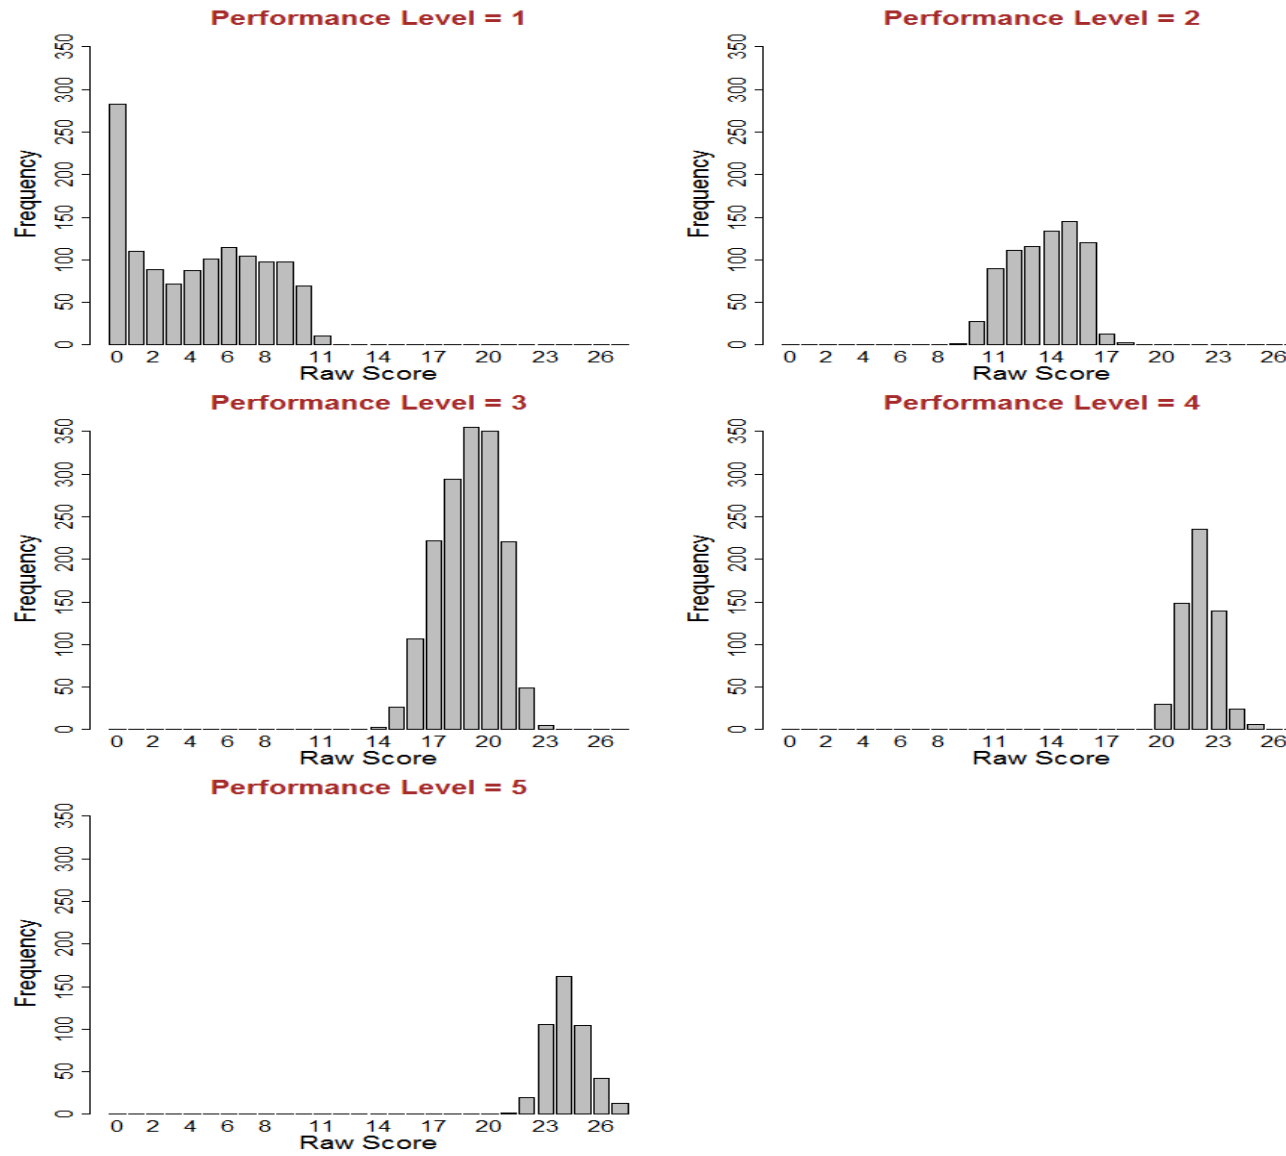 Performance Level = 1
Frequency
0 50 100 150 200 250 300 350
0 2 4 6 8 11 14 17 20 23 26
Raw Score
Performance Level = 2
Frequency
0 50 100 150 200 250 300 350
0 2 4 6 8 11 14 17 20 23 26
Raw Score
Performance Level = 3
Frequency
0 50 100 150 200 250 300 350
0 2 4 6 8 11 14 17 20 23 26
Raw Score
Performance Level = 4
Frequency
0 50 100 150 200 250 300 350
0 2 4 6 8 11 14 17 20 23 26
Raw Score
Performance Level = 5
Frequency
0 50 100 150 200 250 300 350
0 2 4 6 8 11 14 17 20 23 26
Raw Score